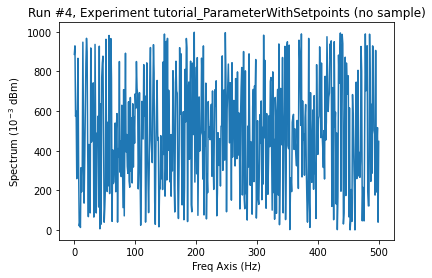 Run #4, Experiment tutorial_ParameterWithSetpoints (no sample)
1000
800
600
400
200
0
Spectrum (10⁻³ dBm)
0 100 200 300 400 500
Freq Axis (Hz)